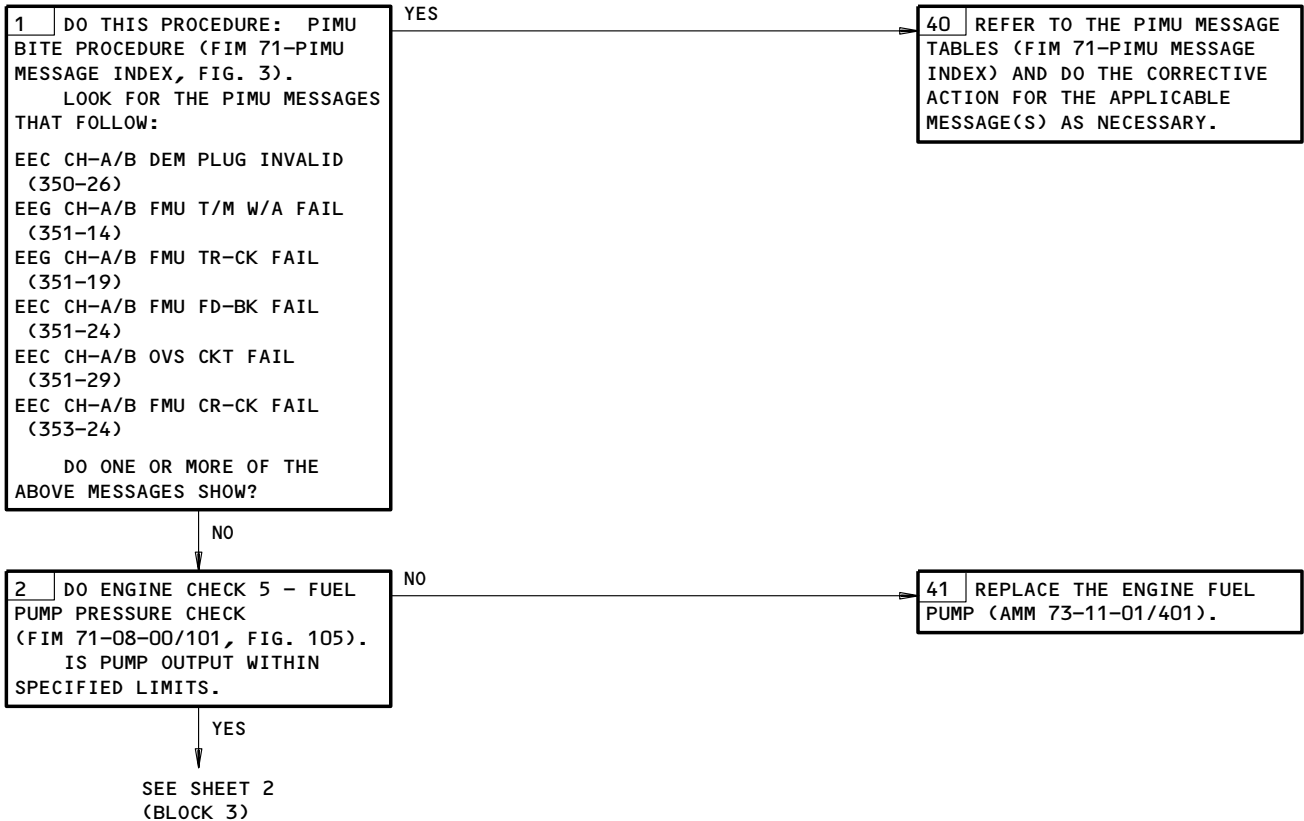 1 DO THIS PROCEDURE: PIMU
BITE PROCEDURE (FIM 71-PIMU
MESSAGE INDEX, FIG. 3).
LOOK FOR THE PIMU MESSAGES
THAT FOLLOW:
EEC CH-A/B DEM PLUG INVALID
(350-26)
EEG CH-A/B FMU T/M W/A FAIL
(351-14)
EEG CH-A/B FMU TR-CK FAIL
(351-19)
EEC CH-A/B FMU FD-BK FAIL
(351-24)
EEC CH-A/B OVS CKT FAIL
(351-29)
EEC CH-A/B FMU CR-CK FAIL
(353-24)
DO ONE OR MORE OF THE
ABOVE MESSAGES SHOW?
YES
40 REFER TO THE PIMU MESSAGE
TABLES (FIM 71-PIMU MESSAGE
INDEX) AND DO THE CORRECTIVE
ACTION FOR THE APPLICABLE
MESSAGE(S) AS NECESSARY.
NO
2 DO ENGINE CHECK 5 - FUEL
PUMP PRESSURE CHECK
(FIM 71-08-00/101, FIG. 105).
IS PUMP OUTPUT WITHIN
SPECIFIED LIMITS.
NO
41 REPLACE THE ENGINE FUEL
PUMP (AMM 73-11-01/401).
YES
SEE SHEET 2
(BLOCK 3)